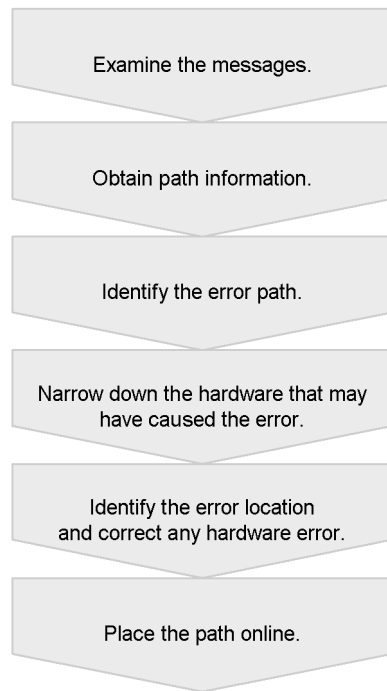 Examine the messages.
Obtain path information.
Identify the error path.
Narrow down the hardware that may
have caused the error.
Identify the error location
and correct any hardware error.
Place the path online.